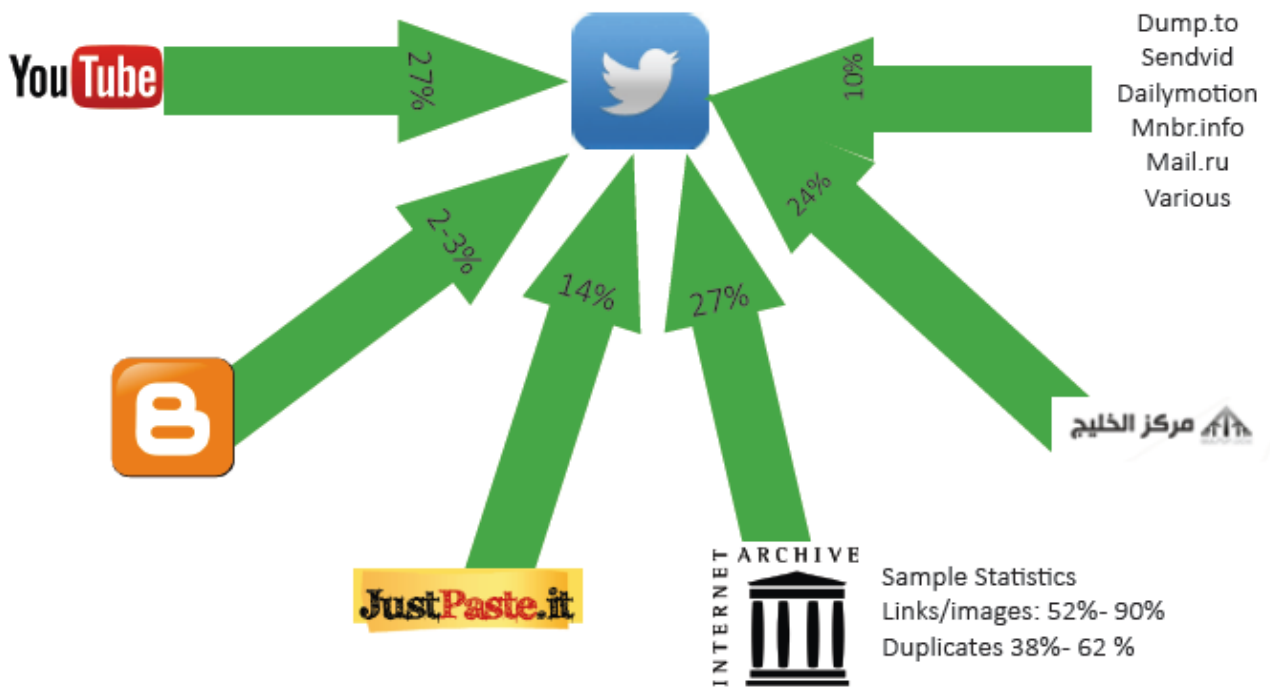 YouTube
27%
10%
Dump.to
Sendvid
Dailymotion
Mnbr.info
Mail.ru
Various
24%
2-3%
14%
27%
مركز الخليج
JustPaste.it
INTERNET
ARCHIVE
Sample Statistics
Links/images: 52%- 90%
Duplicates 38%- 62 %